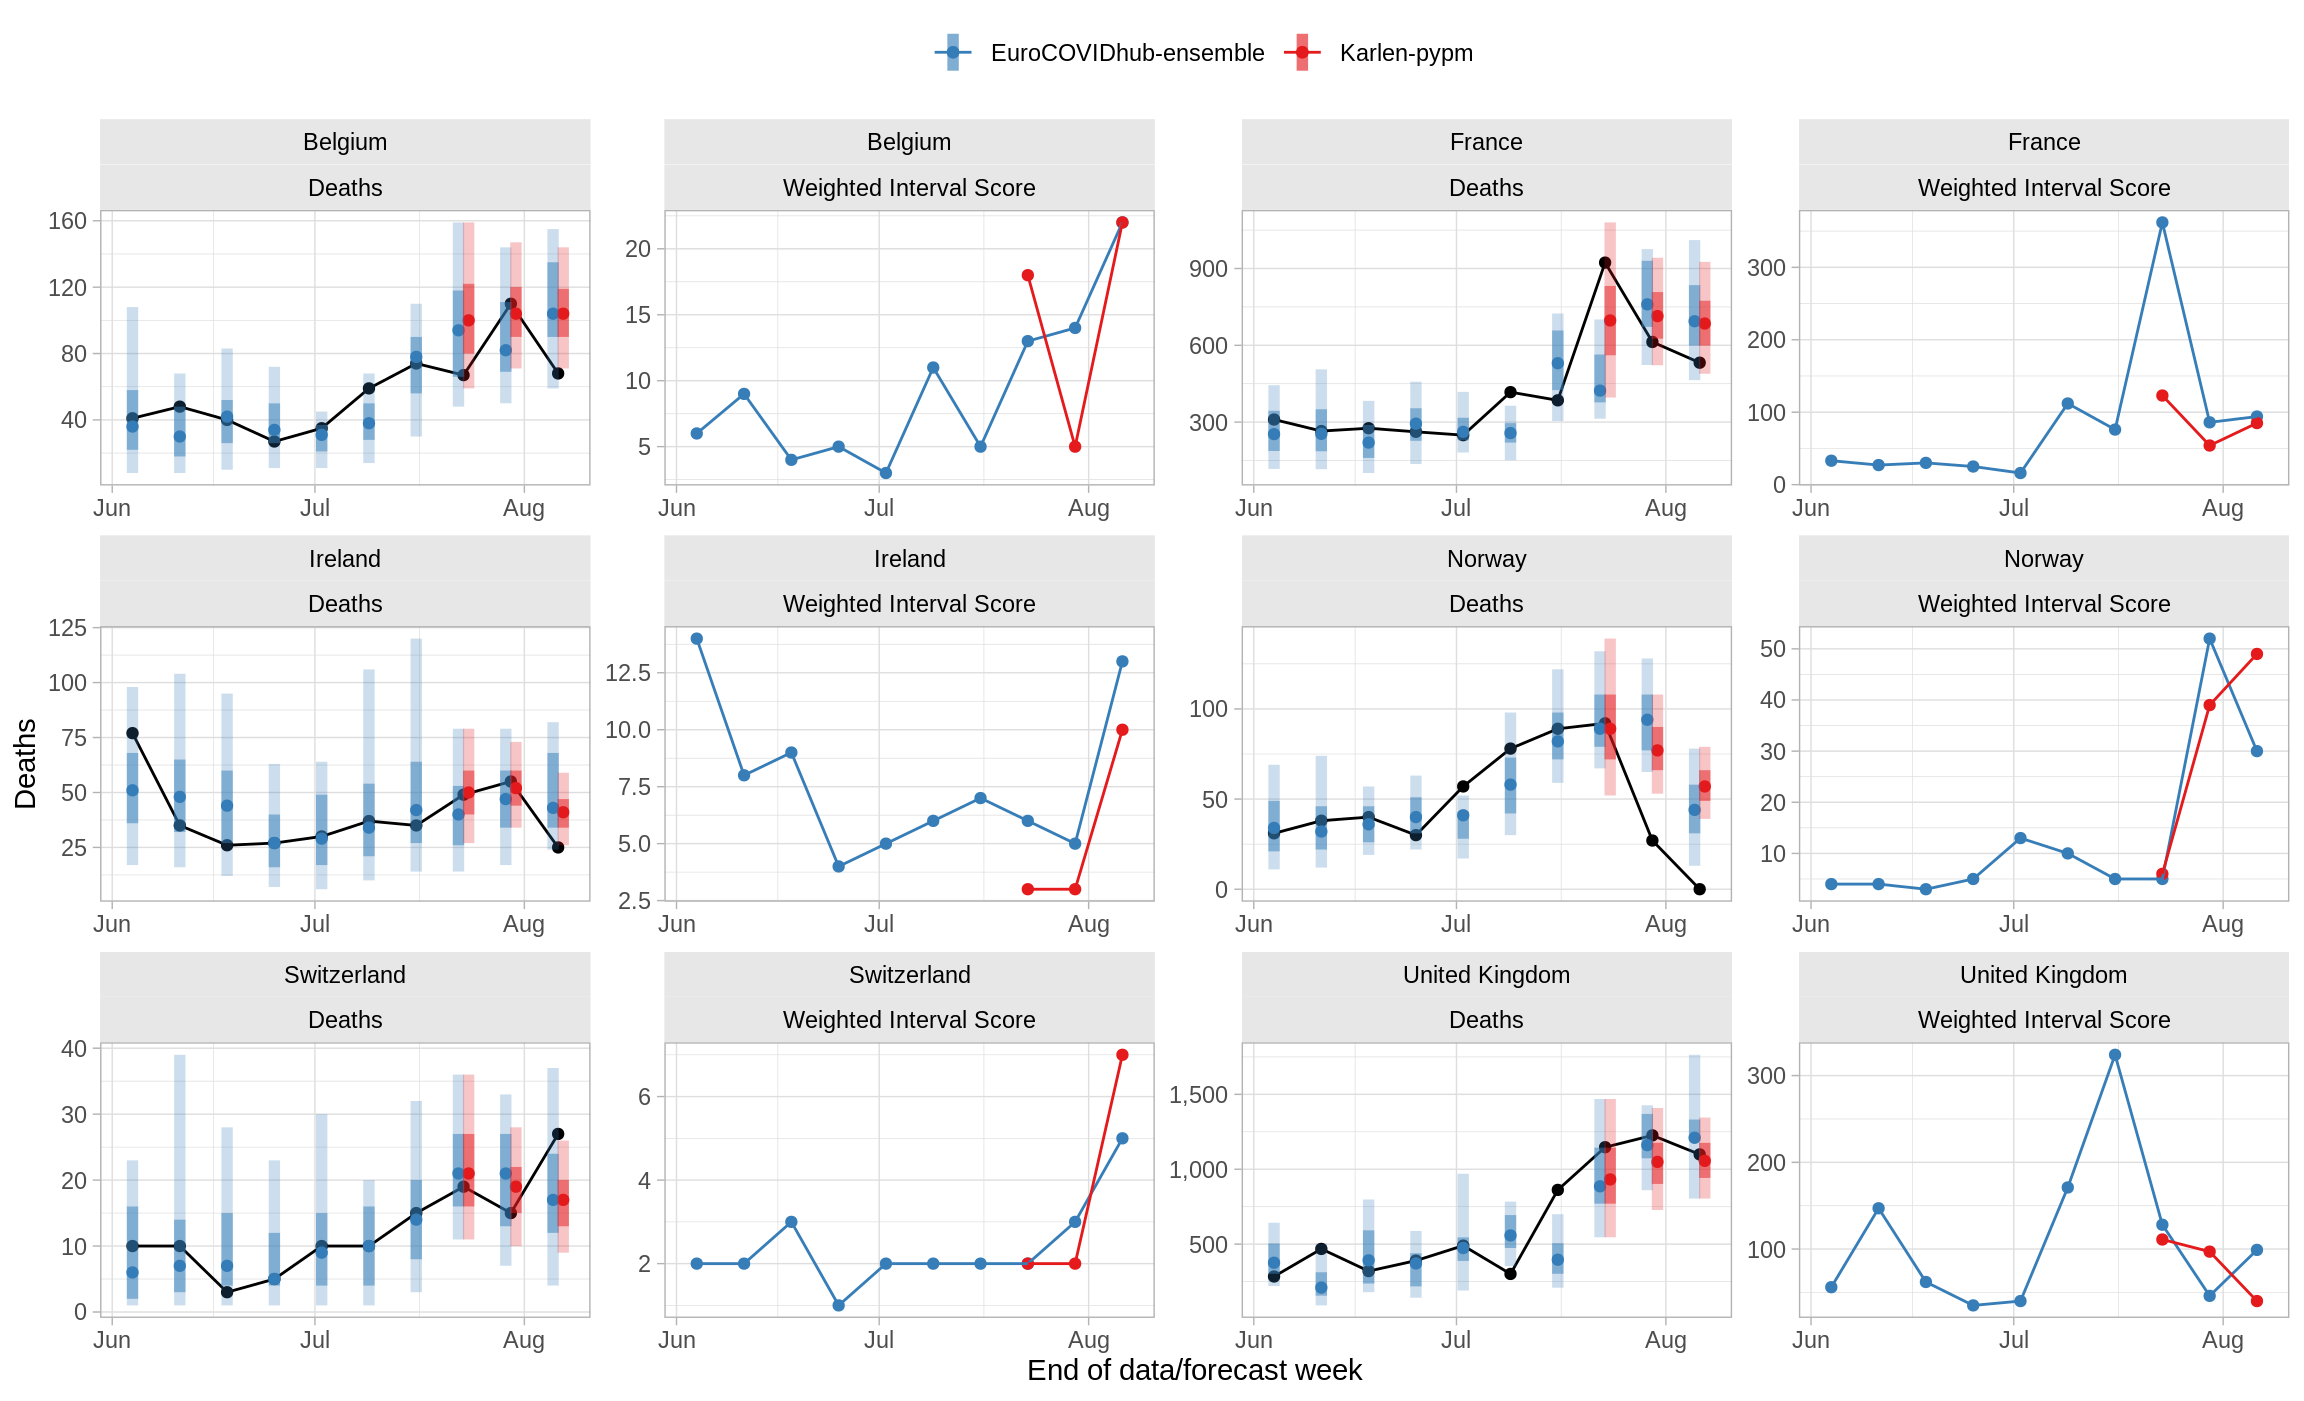 EuroCOVIDhub-ensemble Karlen-pypm
Belgium Belgium France France
Deaths Weighted Interval Score Deaths Weighted Interval Score
160
120
80
40
Jun Jul Aug
20
15
10
5
Jun Jul Aug
900
600
300
Jun Jul Aug
300
200
100
0
Jun Jul Aug
Ireland Ireland Norway Norway
Deaths Weighted Interval Score Deaths Weighted Interval Score
Deaths
125
100
75
50
25
Jun Jul Aug
12.5
10.0
7.5
5.0
2.5
Jun Jul Aug
100
50
0
Jun Jul Aug
50
40
30
20
10
Jun Jul Aug
Switzerland Switzerland United Kingdom United Kingdom
Deaths Weighted Interval Score Deaths Weighted Interval Score
40
30
20
10
0
Jun Jul Aug
6
4
2
Jun Jul Aug
1,500
1,000
500
Jun Jul Aug
300
200
100
Jun Jul Aug
End of data/forecast week